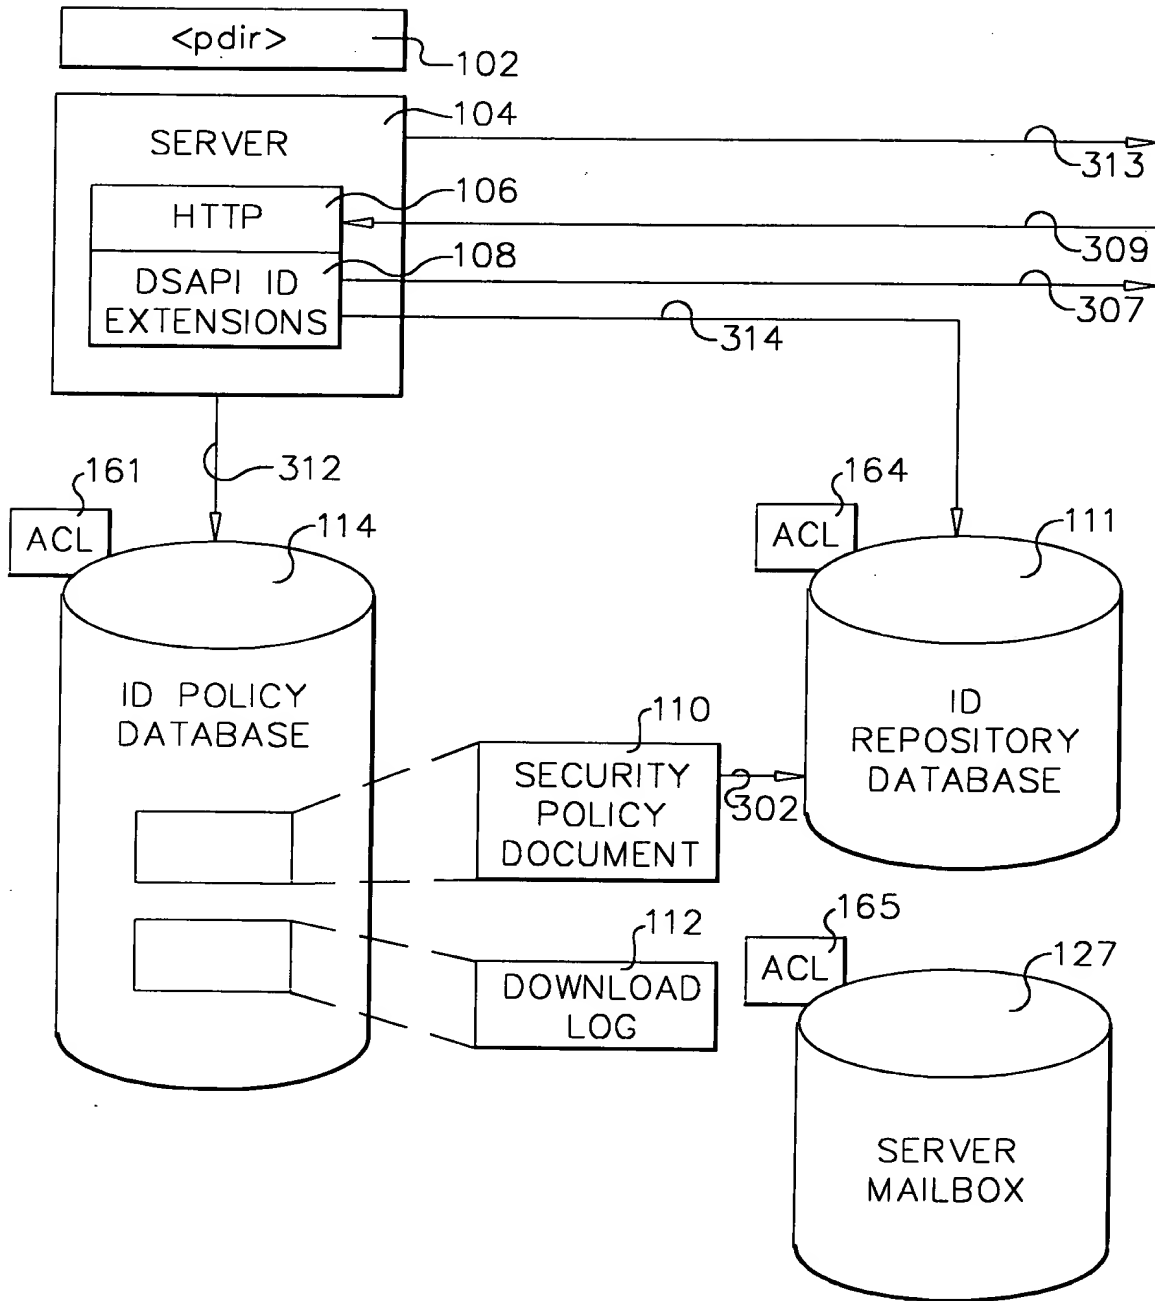 <pdir>
102
104
SERVER
313
106
HTTP
309
108
DSAPI ID
EXTENSIONS
307
314
312
161
ACL
114
164
ACL
111
ID POLICY
DATABASE
110
SECURITY
POLICY
DOCUMENT
302
ID
REPOSITORY
DATABASE
112
DOWNLOAD
LOG
165
ACL
127
SERVER
MAILBOX